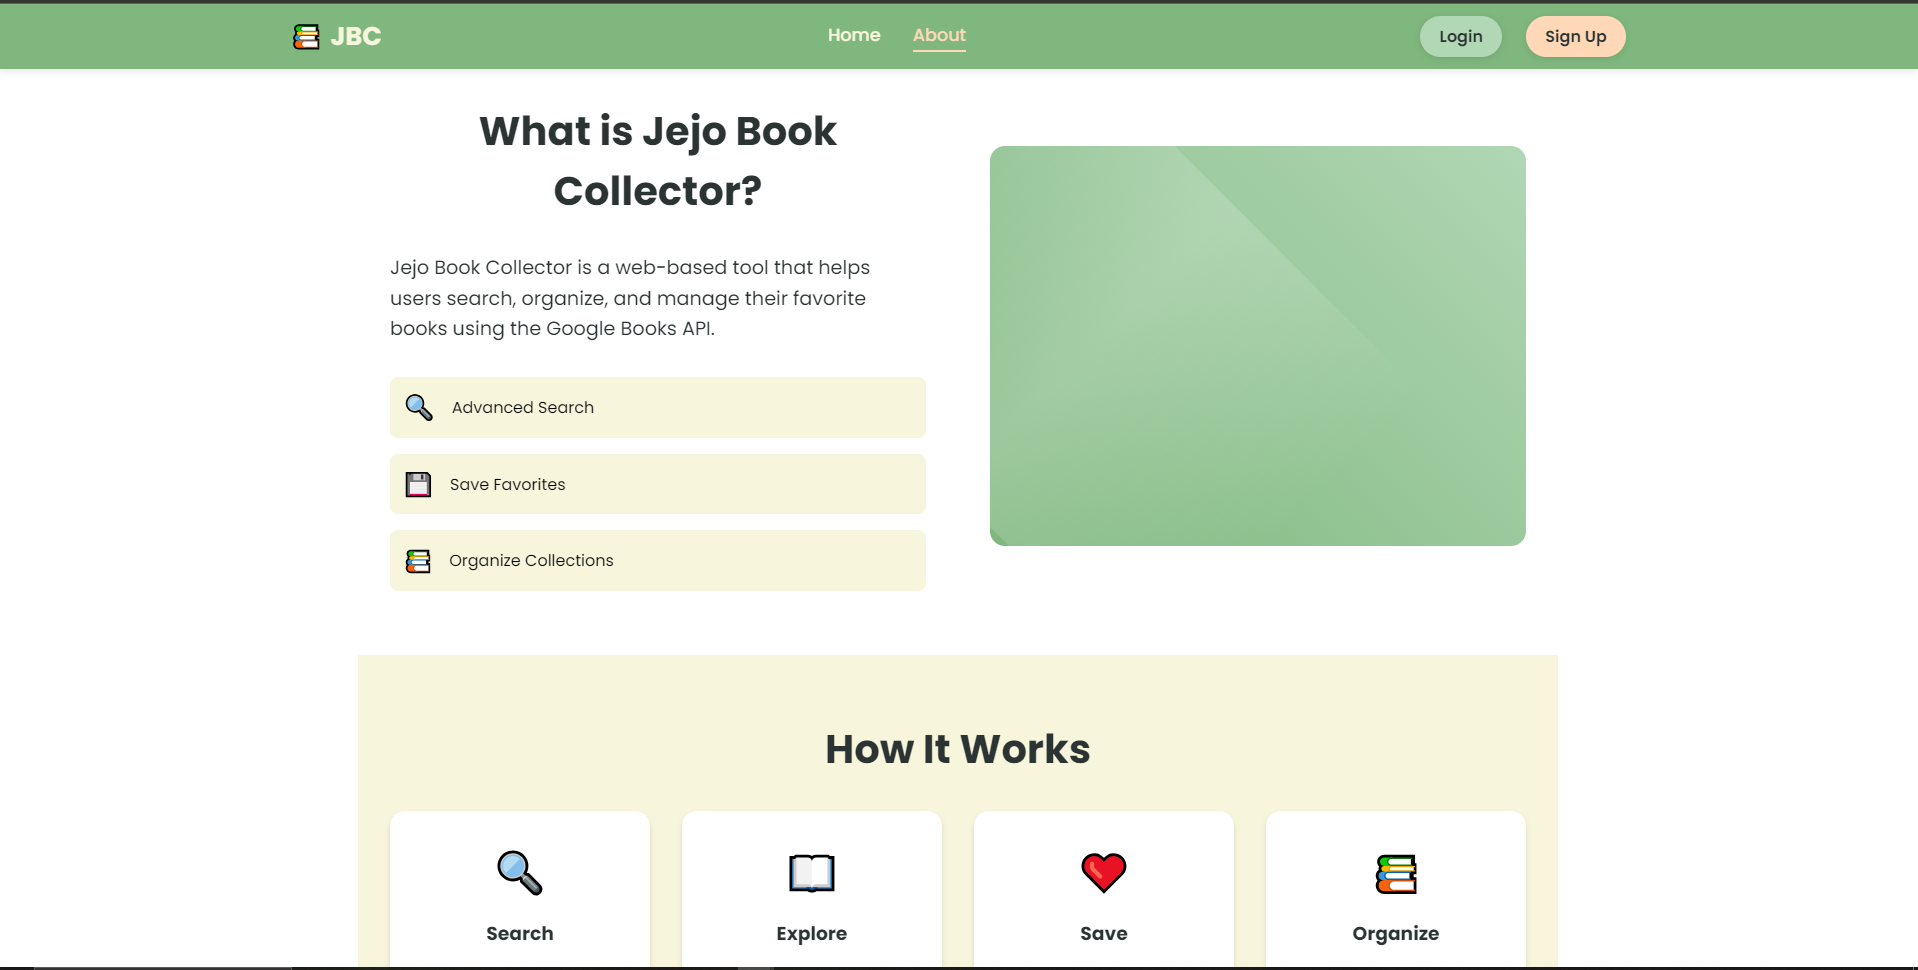 JBC
Home
About
Login
Sign Up
What is Jejo Book
Collector?
Jejo Book Collector is a web-based tool that helps
users search, organize, and manage their favorite
books using the Google Books API.
Advanced Search
Save Favorites
Organize Collections
How It Works
Search
Explore
Save
Organize